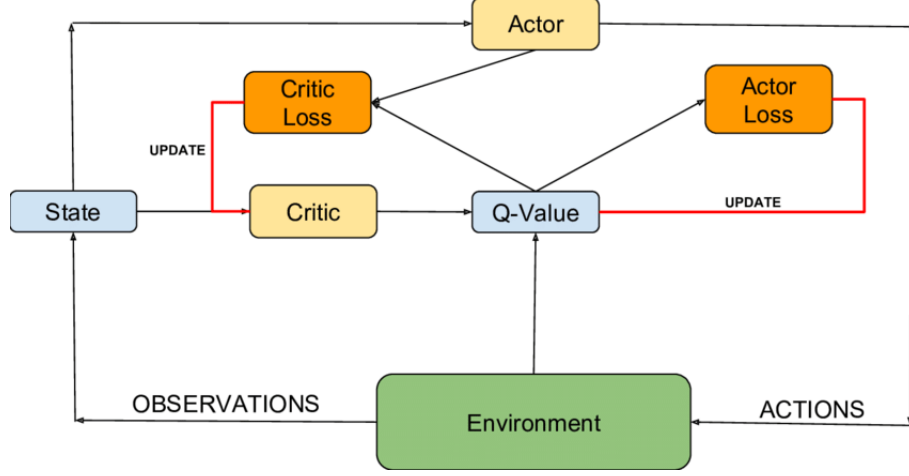 Actor
Critic
Loss
Actor
Loss
UPDATE
State
Critic
Q-Value
UPDATE
OBSERVATIONS
Environment
ACTIONS